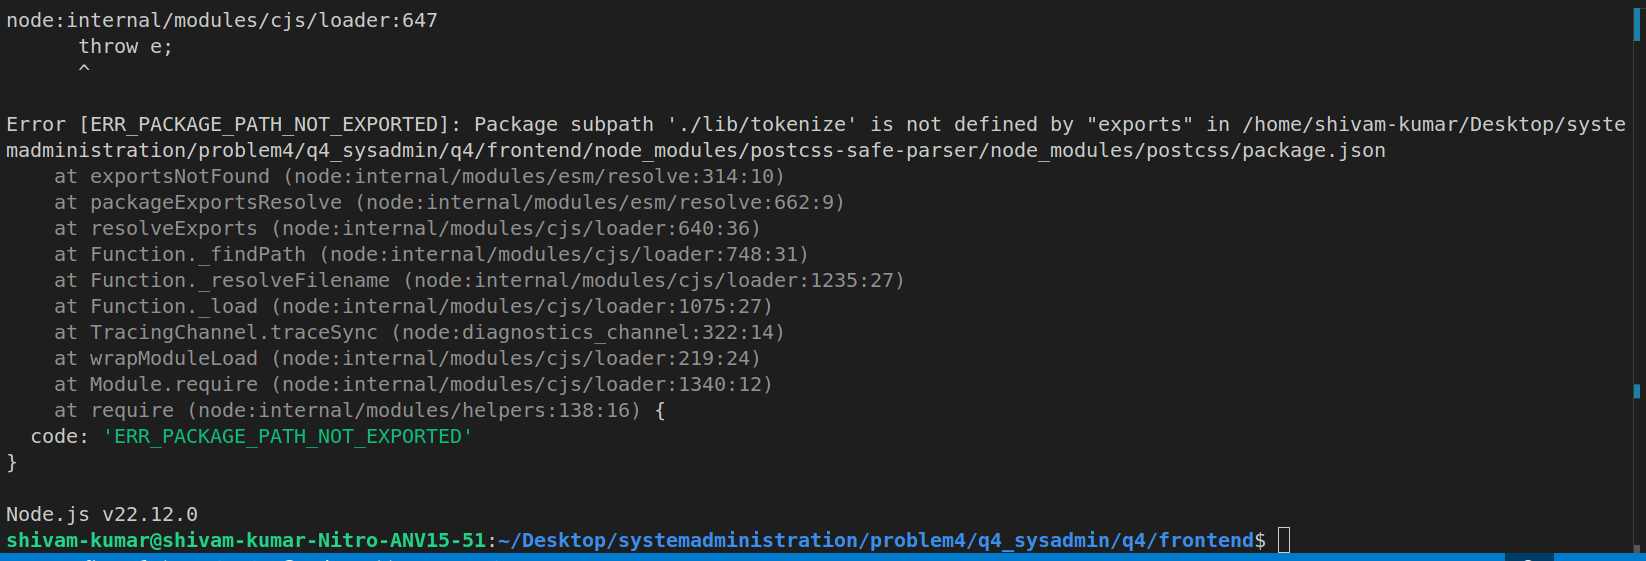 node:internal/modules/cjs/loader:647
      throw e;
      ^
Error [ERR_PACKAGE_PATH_NOT_EXPORTED]: Package subpath './lib/tokenize' is not defined by "exports" in /home/shivam-kumar/Desktop/syste
madministration/problem4/q4_sysadmin/q4/frontend/node_modules/postcss-safe-parser/node_modules/postcss/package.json
    at exportsNotFound (node:internal/modules/esm/resolve:314:10)
    at packageExportsResolve (node:internal/modules/esm/resolve:662:9)
    at resolveExports (node:internal/modules/cjs/loader:640:36)
    at Function._findPath (node:internal/modules/cjs/loader:748:31)
    at Function._resolveFilename (node:internal/modules/cjs/loader:1235:27)
    at Function._load (node:internal/modules/cjs/loader:1075:27)
    at TracingChannel.traceSync (node:diagnostics_channel:322:14)
    at wrapModuleLoad (node:internal/modules/cjs/loader:219:24)
    at Module.require (node:internal/modules/cjs/loader:1340:12)
    at require (node:internal/modules/helpers:138:16) {
  code: 'ERR_PACKAGE_PATH_NOT_EXPORTED'
}
Node.js v22.12.0
shivam-kumar@shivam-kumar-Nitro-ANV15-51:~/Desktop/systemadministration/problem4/q4_sysadmin/q4/frontend$